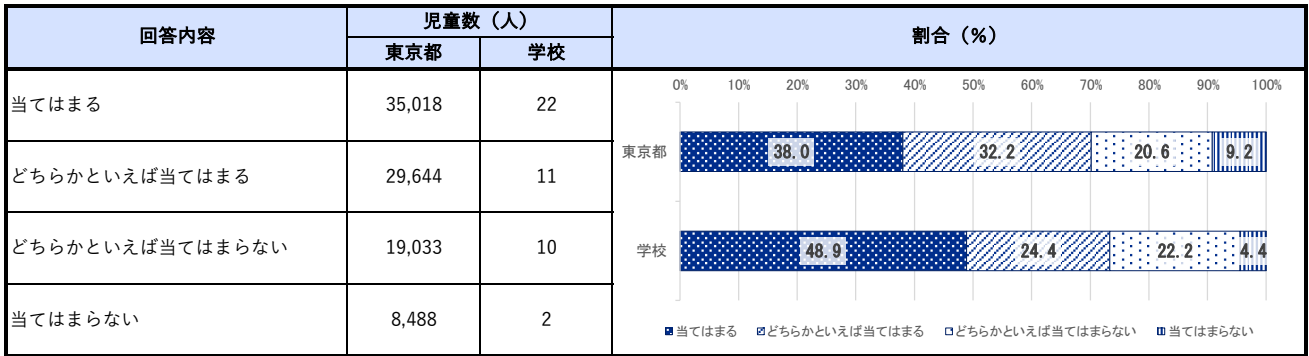 回答内容
児童数（人）
割合（％）
東京都
学校
当てはまる
35,018
22
どちらかといえば当てはまる
29,644
11
どちらかといえば当てはまらない
19,033
10
当てはまらない
8,488
2
0% 10% 20% 30% 40% 50% 60% 70% 80% 90% 100%
東京都
38.0 32.2 20.6 9.2
学校
48.9 24.4 22.2 4.4
当てはまる どちらかといえば当てはまる どちらかといえば当てはまらない 当てはまらない